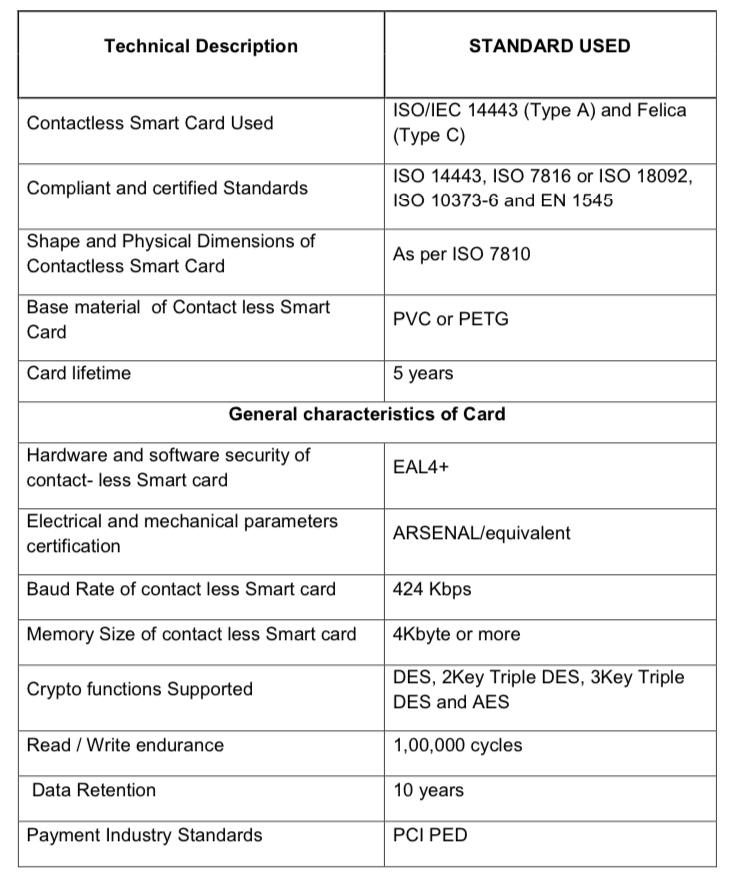 Technical Description
STANDARD USED
Contactless Smart Card Used
ISO/IEC 14443 (Type A) and Felica
(Type C)
Compliant and certified Standards
ISO 14443, ISO 7816 or ISO 18092,
ISO 10373-6 and EN 1545
Shape and Physical Dimensions of
Contactless Smart Card
As per ISO 7810
Base material of Contact less Smart
Card
PVC or PETG
Card lifetime
5 years
General characteristics of Card
Hardware and software security of
contact- less Smart card
EAL4+
Electrical and mechanical parameters
certification
ARSENAL/equivalent
Baud Rate of contact less Smart card
424 Kbps
Memory Size of contact less Smart card
4Kbyte or more
Crypto functions Supported
DES, 2Key Triple DES, 3Key Triple
DES and AES
Read / Write endurance
1,00,000 cycles
Data Retention
10 years
Payment Industry Standards
PCI PED